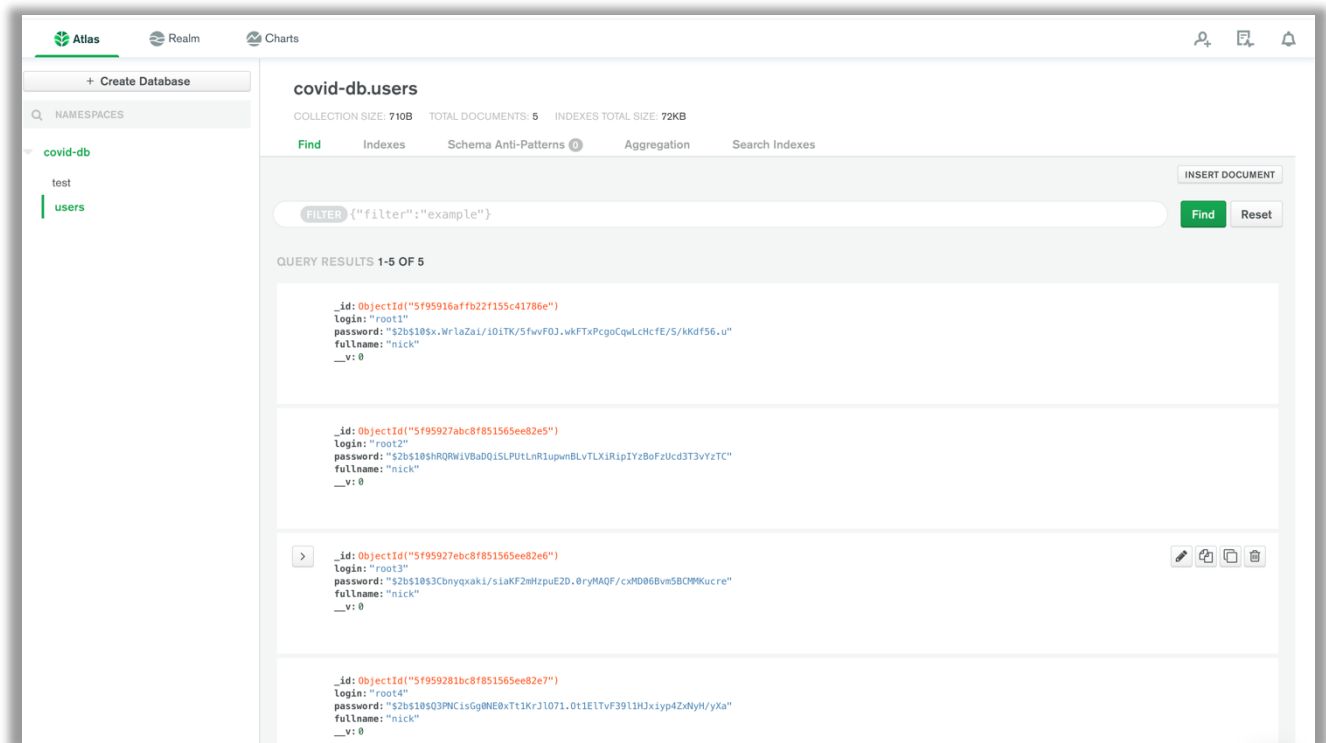 Atlas Realm Charts
+ Create Database
NAMESPACES
covid-db
test
users
covid-db.users
COLLECTION SIZE: 710B TOTAL DOCUMENTS: 5 INDEXES TOTAL SIZE: 72KB
Find Indexes Schema Anti-Patterns 0 Aggregation Search Indexes
INSERT DOCUMENT
FILTER {"filter":"example"}
Find Reset
QUERY RESULTS 1-5 OF 5
_id: ObjectId("5f95916affb22f155c41786e")
login: "root1"
password: "$2b$10$x.WrlaZai/iOiTK/5fwvFOJ.wkFTxPcgoCqwLcHcfE/S/kKdf56.u"
fullname: "nick"
__v: 0
_id: ObjectId("5f95927abc8f851565ee82e5")
login: "root2"
password: "$2b$10$hRQRWiVBaDQiSLPUtLnR1upwnBLvTLXiRipIYzBoFzUcd3T3vYzTC"
fullname: "nick"
__v: 0
_id: ObjectId("5f95927ebc8f851565ee82e6")
login: "root3"
password: "$2b$10$3Cbnyqxaki/siaKF2mHzpuE2D.0ryMAQF/cxMD06Bvm5BCMMKucre"
fullname: "nick"
__v: 0
_id: ObjectId("5f959281bc8f851565ee82e7")
login: "root4"
password: "$2b$10$Q3PNCisGg0NE0xTt1KrJlO71.Ot1ElTvF39l1HJxiyp4ZxNyH/yXa"
fullname: "nick"
__v: 0